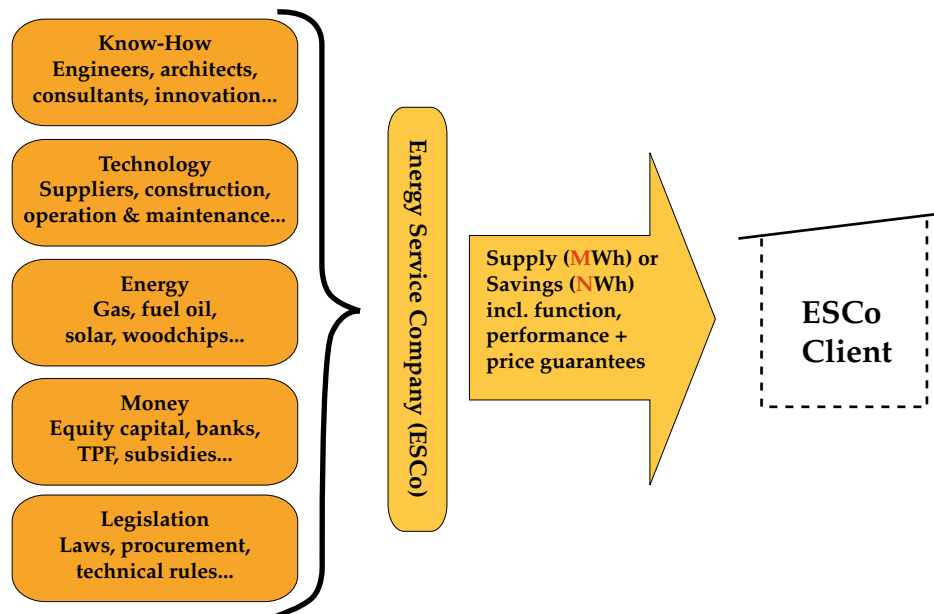 Know-How
Engineers, architects,
consultants, innovation...
Technology
Suppliers, construction,
operation & maintenance...
Energy
Gas, fuel oil,
solar, woodchips...
Money
Equity capital, banks,
TPF, subsidies...
Legislation
Laws, procurement,
technical rules...
Energy Service Company (ESCo)
Supply (MWh) or
Savings (NWh)
incl. function,
performance +
price guarantees
ESCo
Client